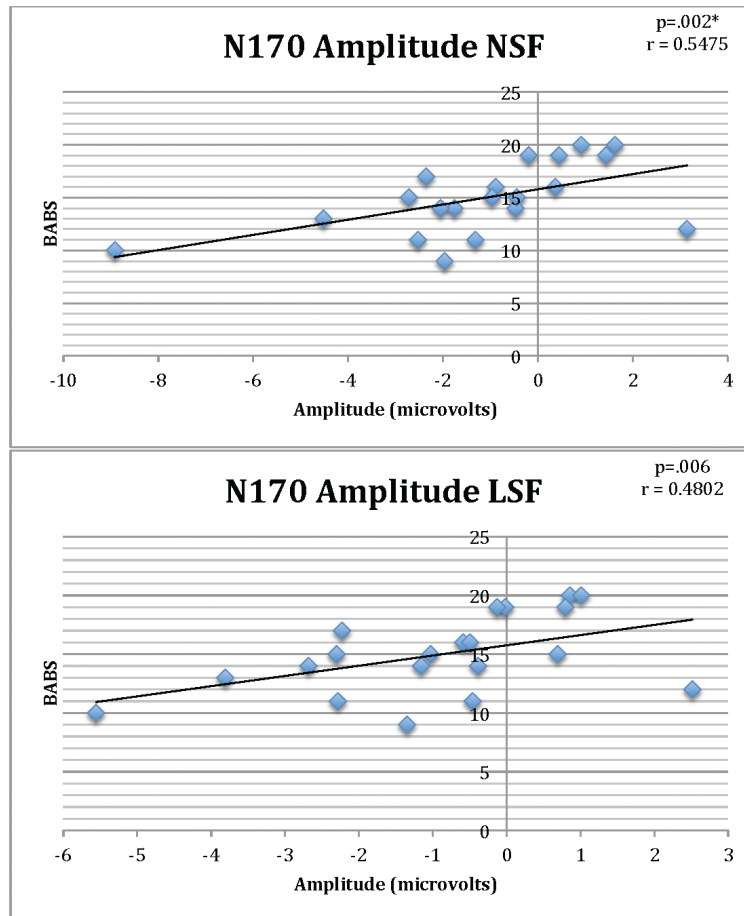 p=.002*
r = 0.5475
N170 Amplitude NSF
25
20
15
10
5
0
BABS
-10 -8 -6 -4 -2 0 2 4
Amplitude (microvolts)
p=.006
r = 0.4802
N170 Amplitude LSF
25
20
15
10
5
0
BABS
-6 -5 -4 -3 -2 -1 0 1 2 3
Amplitude (microvolts)